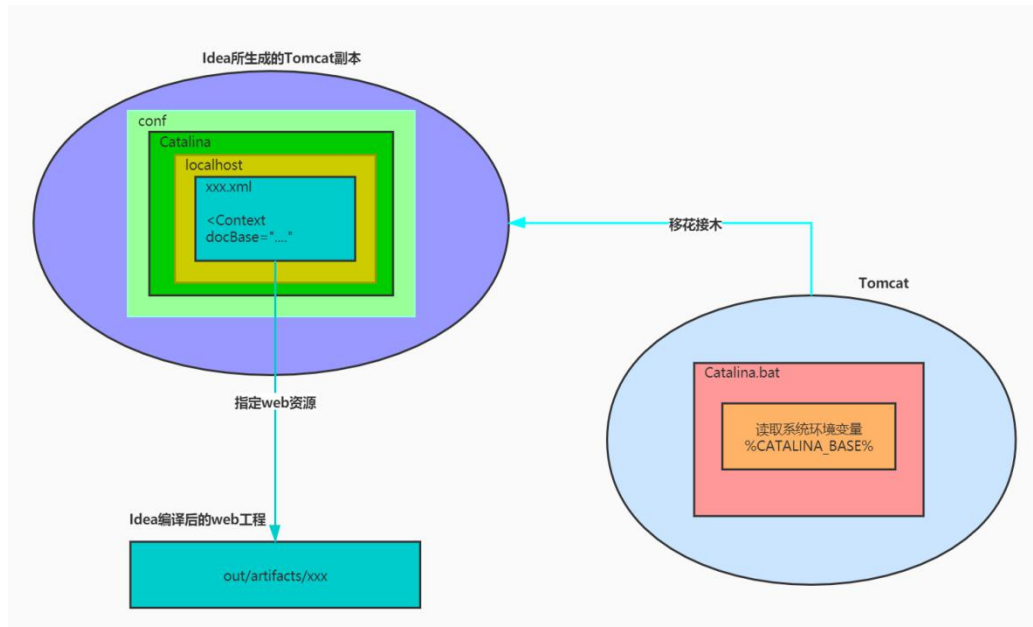 Idea所生成的Tomcat副本
conf
Catalina
localhost
xxx.xml
<Context
docBase="...."
移花接木
Tomcat
Catalina.bat
读取系统环境变量
%CATALINA_BASE%
指定web资源
Idea编译后的web工程
out/artifacts/xxx